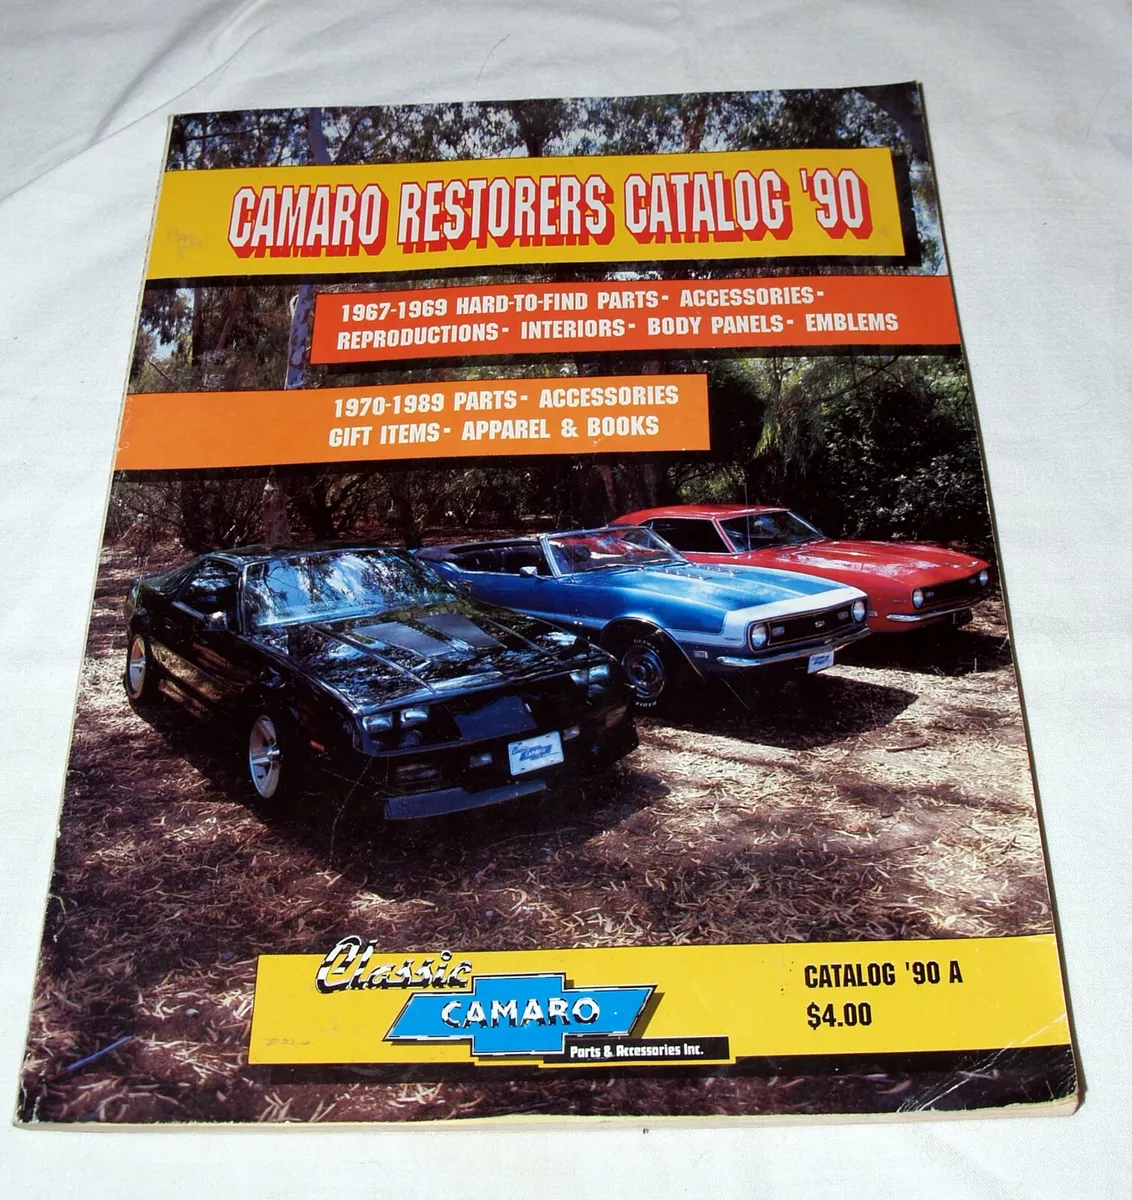 CAMARO RESTORERS CATALOG '90
1967-1969 HARD-TO-FIND PARTS- ACCESSORIES-
REPRODUCTIONS- INTERIORS- BODY PANELS- EMBLEMS
1970-1989 PARTS- ACCESSORIES
GIFT ITEMS- APPAREL & BOOKS
CAMARO
Classic
CAMARO
Parts & Accessories Inc.
CATALOG '90 A
$4.00